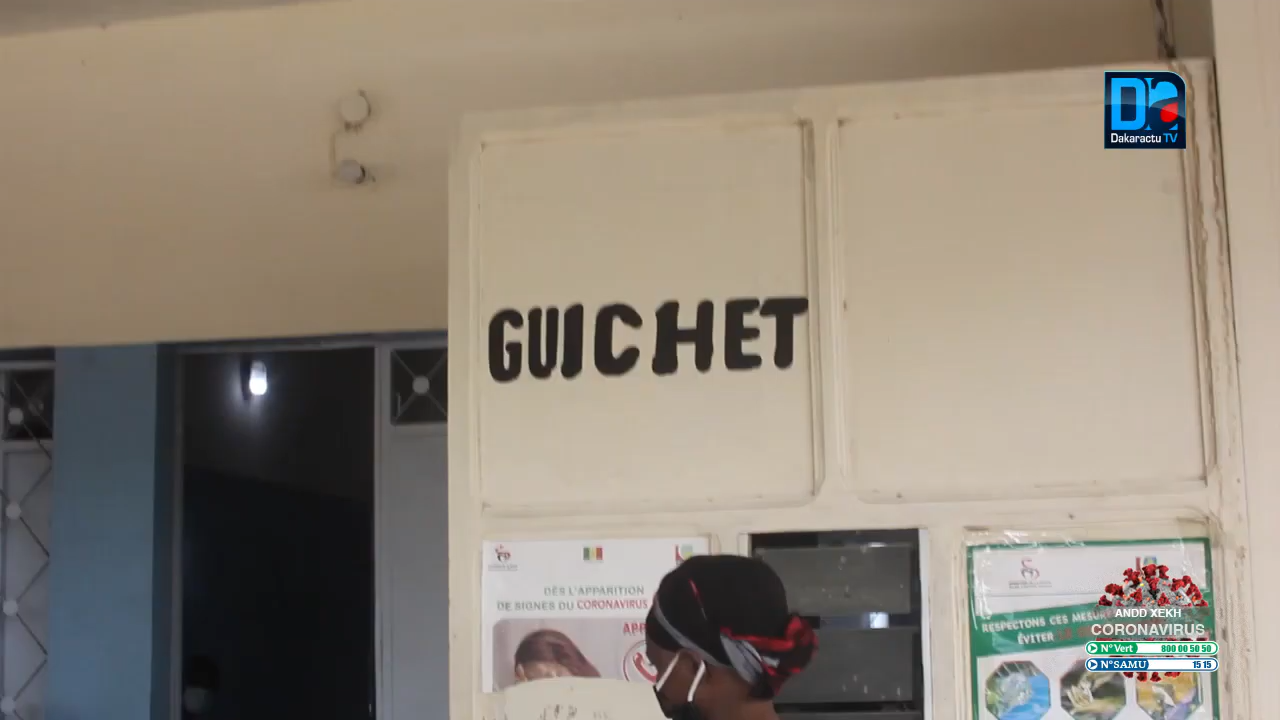 Dakaractu TV
GUICHET
DÈS L'APPARITION
DE SIGNES DU CORONAVIRUS
RESPECTONS CES
ÉVITER
ANDD XEKH
CORONAVIRUS
N° Vert 800 00 50 50
N° SAMU 15 15